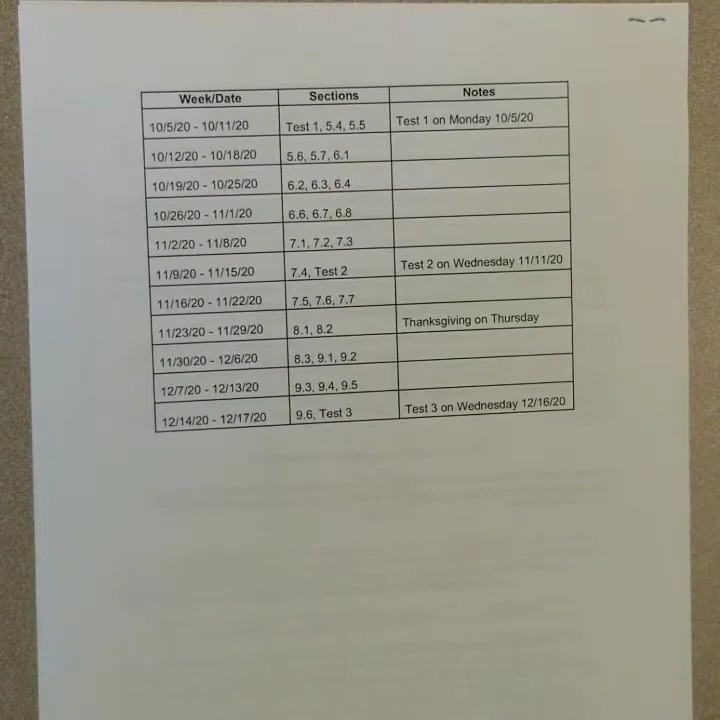 Week/Date Sections Notes
10/5/20 - 10/11/20 Test 1, 5.4, 5.5 Test 1 on Monday 10/5/20
10/12/20 - 10/18/20 5.6, 5.7, 6.1
10/19/20 - 10/25/20 6.2, 6.3, 6.4
10/26/20 - 11/1/20 6.6, 6.7, 6.8
11/2/20 - 11/8/20 7.1, 7.2, 7.3
11/9/20 - 11/15/20 7.4, Test 2 Test 2 on Wednesday 11/11/20
11/16/20 - 11/22/20 7.5, 7.6, 7.7
11/23/20 - 11/29/20 8.1, 8.2 Thanksgiving on Thursday
11/30/20 - 12/6/20 8.3, 9.1, 9.2
12/7/20 - 12/13/20 9.3, 9.4, 9.5
12/14/20 - 12/17/20 9.6, Test 3 Test 3 on Wednesday 12/16/20